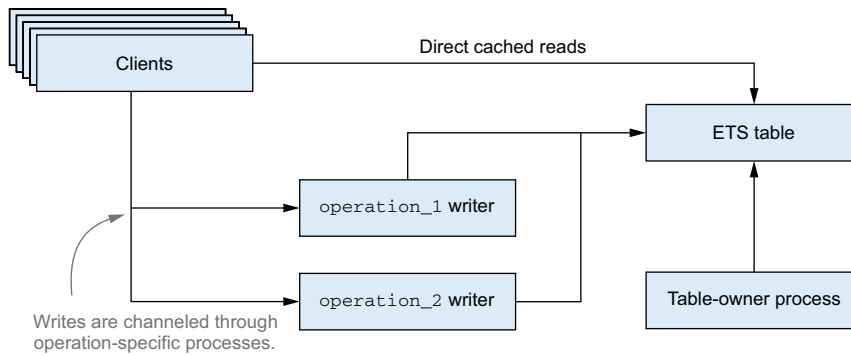 Direct cached reads
Clients
ETS table
operation_1 writer
operation_2 writer
Table-owner process
Writes are channeled through
operation-specific processes.